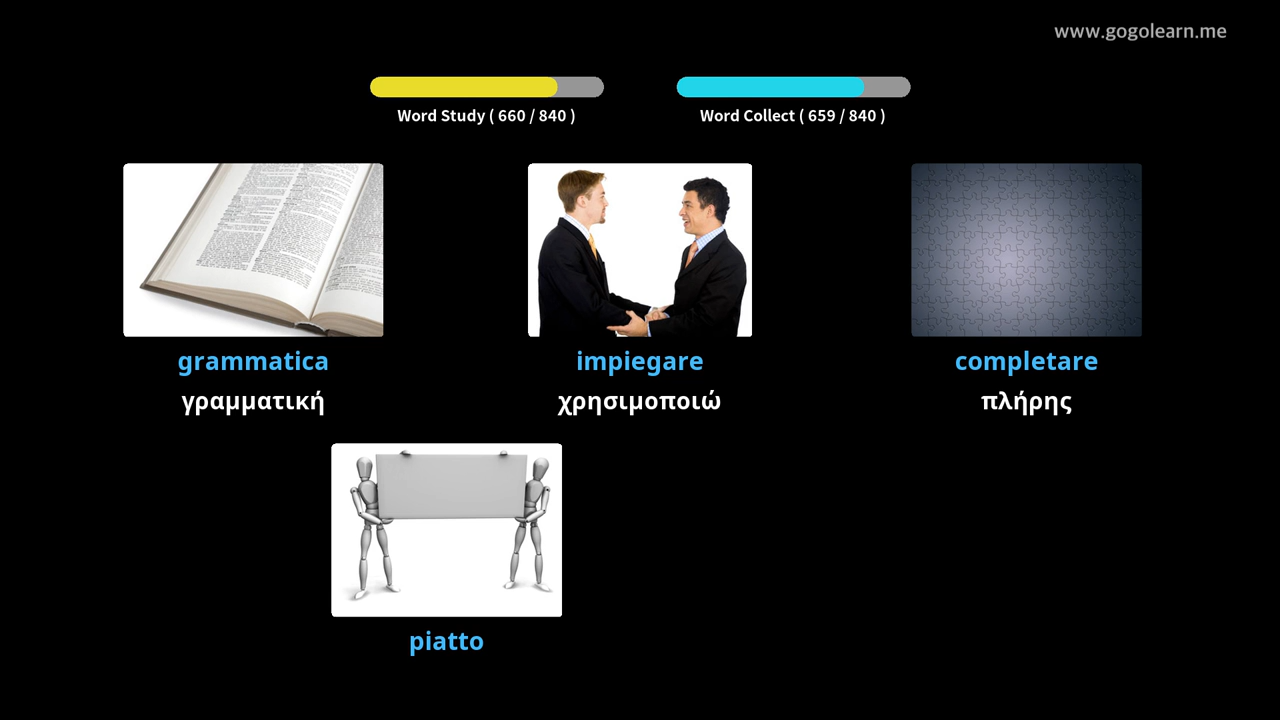 www.gogolearn.me
Word Study ( 660 / 840 )
Word Collect ( 659 / 840 )
grammatica
impiegare
completare
γραμματική
χρησιμοποιώ
πλήρης
piatto